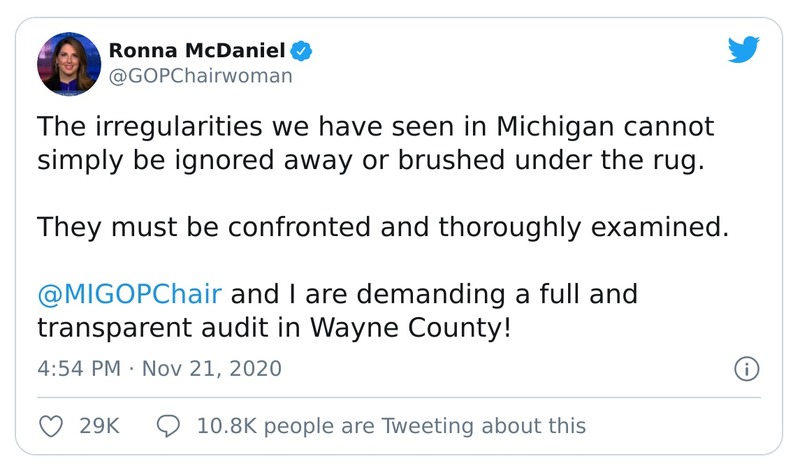 Ronna McDaniel
@GOPChairwoman
The irregularities we have seen in Michigan cannot
simply be ignored away or brushed under the rug.
They must be confronted and thoroughly examined.
@MIGOPChair and I are demanding a full and
transparent audit in Wayne County!
4:54 PM · Nov 21, 2020
29K 10.8K people are Tweeting about this